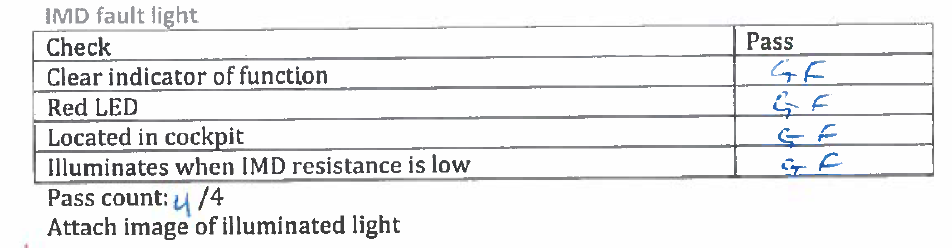 IMD fault light
Check Pass
Clear indicator of function GF
Red LED GF
Located in cockpit GF
Illuminates when IMD resistance is low GF
Pass count: 4 /4
Attach image of illuminated light